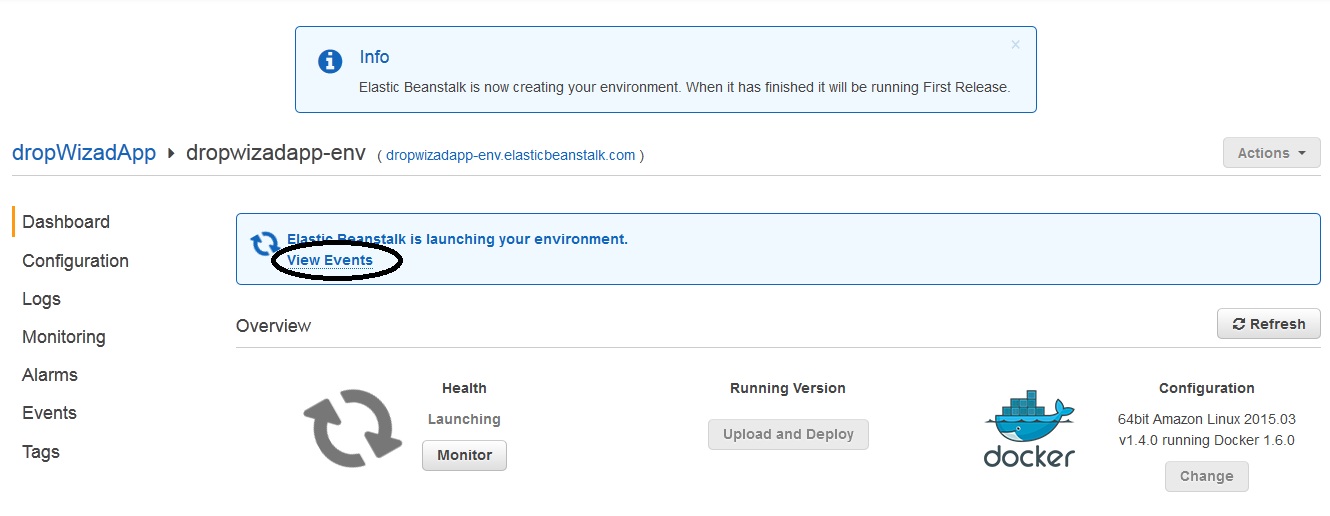 Info
×
Elastic Beanstalk is now creating your environment. When it has finished it will be running First Release.
dropWizadApp dropwizadapp-env ( dropwizadapp-env.elasticbeanstalk.com )
Actions
Dashboard
Configuration
Logs
Monitoring
Alarms
Events
Tags
Elastic Beanstalk is launching your environment.
View Events
Overview
Refresh
Health
Launching
Monitor
Running Version
Upload and Deploy
docker
Configuration
64bit Amazon Linux 2015.03
v1.4.0 running Docker 1.6.0
Change